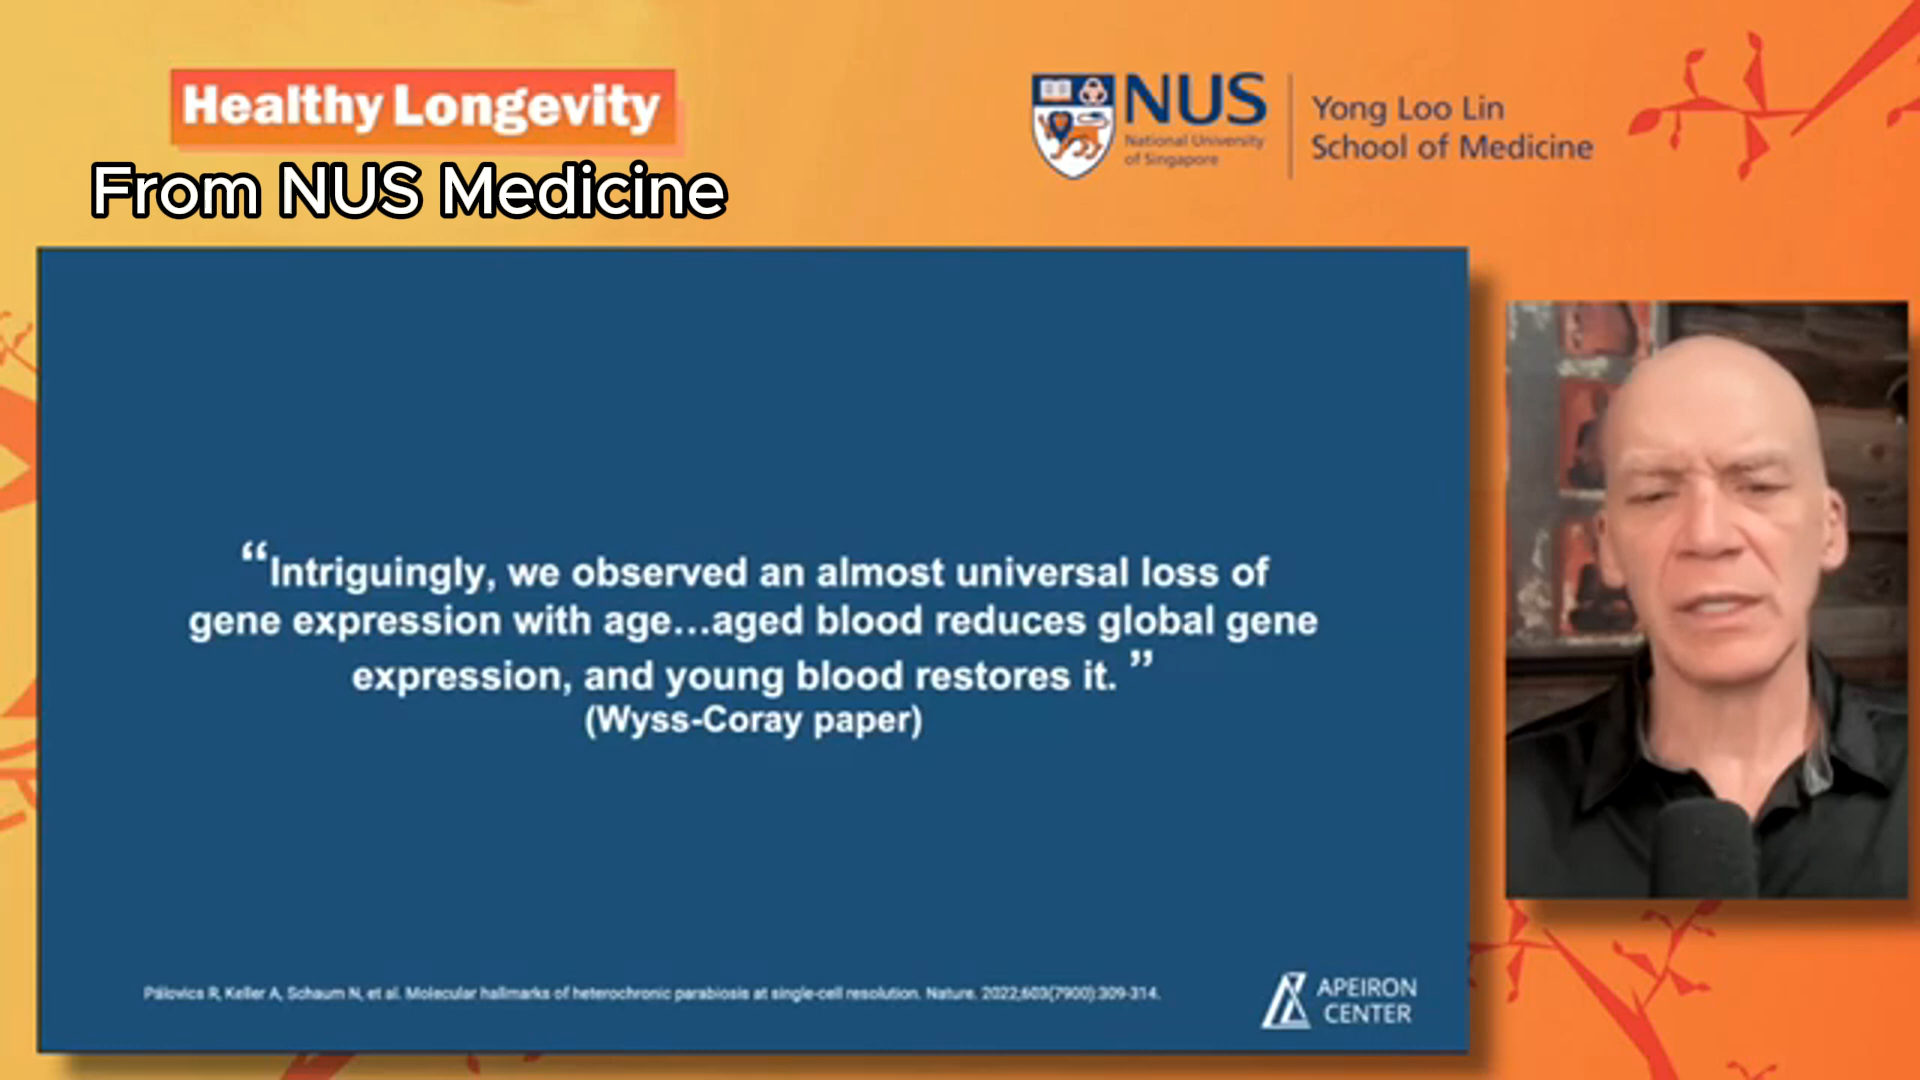 Healthy Longevity
From NUS Medicine
NUS
National University
of Singapore
Yong Loo Lin
School of Medicine
“Intriguingly, we observed an almost universal loss of
gene expression with age...aged blood reduces global gene
expression, and young blood restores it. ”
(Wyss-Coray paper)
Pálovics R, Keller A, Schaum N, et al. Molecular hallmarks of heterochronic parabiosis at single-cell resolution. Nature. 2022;603(7900):309-314.
APEIRON
CENTER